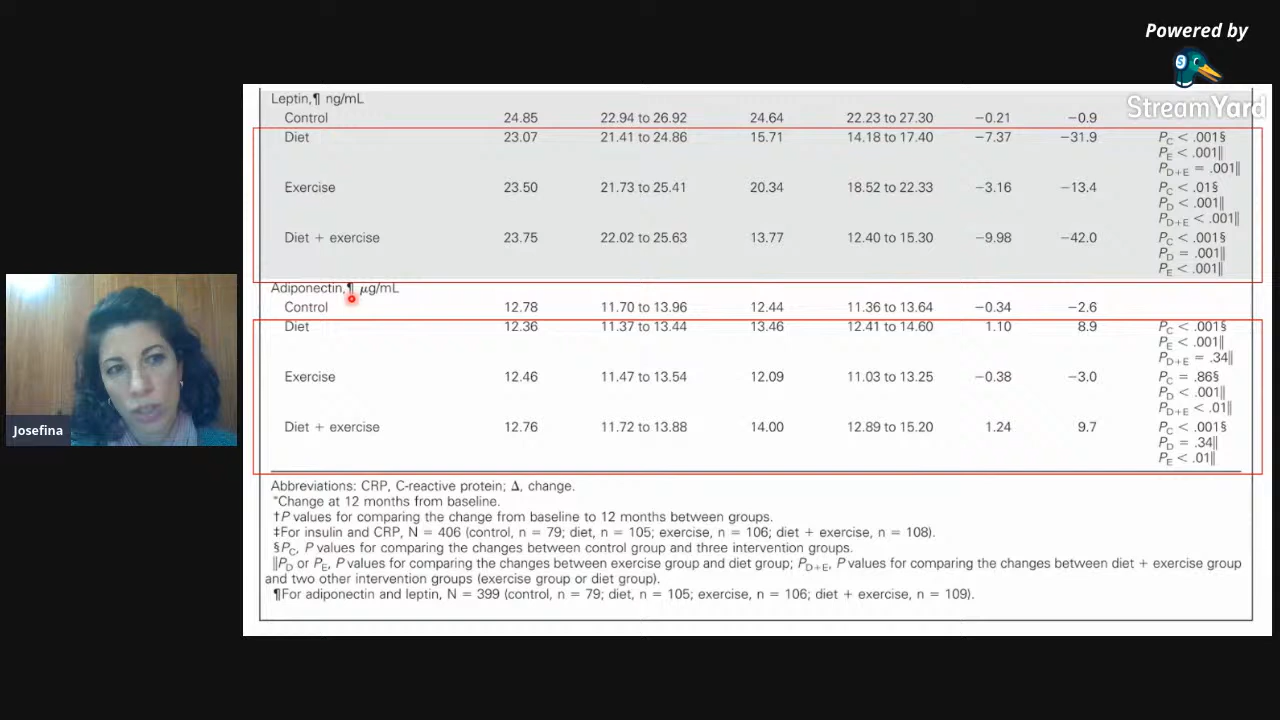 Powered by
StreamYard
Leptin,¶ ng/mL
Control 24.85 22.94 to 26.92 24.64 22.23 to 27.30 −0.21 −0.9
Diet 23.07 21.41 to 24.86 15.71 14.18 to 17.40 −7.37 −31.9 PC < .001§
PE < .001‖
PD+E = .001‖
Exercise 23.50 21.73 to 25.41 20.34 18.52 to 22.33 −3.16 −13.4 PC < .01§
PD < .001‖
PD+E < .001‖
Diet + exercise 23.75 22.02 to 25.63 13.77 12.40 to 15.30 −9.98 −42.0 PC < .001§
PD = .001‖
PE < .001‖
Adiponectin,¶ μg/mL
Control 12.78 11.70 to 13.96 12.44 11.36 to 13.64 −0.34 −2.6
Diet 12.36 11.37 to 13.44 13.46 12.41 to 14.60 1.10 8.9 PC < .001§
PE < .001‖
PD+E = .34‖
Exercise 12.46 11.47 to 13.54 12.09 11.03 to 13.25 −0.38 −3.0 PC = .86§
PD < .001‖
PD+E < .01‖
Diet + exercise 12.76 11.72 to 13.88 14.00 12.89 to 15.20 1.24 9.7 PC < .001§
PD = .34‖
PE < .01‖
Abbreviations: CRP, C-reactive protein; Δ, change.
*Change at 12 months from baseline.
†P values for comparing the change from baseline to 12 months between groups.
‡For insulin and CRP, N = 406 (control, n = 79; diet, n = 105; exercise, n = 106; diet + exercise, n = 108).
§PC, P values for comparing the changes between control group and three intervention groups.
‖PD or PE, P values for comparing the changes between exercise group and diet group; PD+E, P values for comparing the changes between diet + exercise group
and two other intervention groups (exercise group or diet group).
¶For adiponectin and leptin, N = 399 (control, n = 79; diet, n = 105; exercise, n = 106; diet + exercise, n = 109).
Josefina